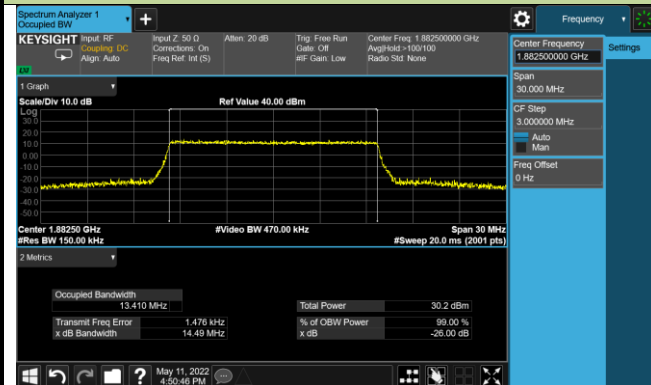 Spectrum Analyzer 1
Occupied BW
+
Frequency
KEYSIGHT
Input: RF
Coupling: DC
Align: Auto
Input Z: 50 Ω
Corrections: On
Freq Ref: Int (S)
Atten: 20 dB
Trig: Free Run
Gate: Off
#IF Gain: Low
Center Freq: 1.882500000 GHz
Avg|Hold:>100/100
Radio Std: None
1 Graph
Scale/Div 10.0 dB
Ref Value 40.00 dBm
Log
30.0
20.0
10.0
0.00
-10.0
-20.0
-30.0
-40.0
-50.0
Center 1.88250 GHz
#Video BW 470.00 kHz
Span 30 MHz
#Res BW 150.00 kHz
#Sweep 20.0 ms (2001 pts)
2 Metrics
Occupied Bandwidth
13.410 MHz
Total Power 30.2 dBm
Transmit Freq Error 1.476 kHz
% of OBW Power 99.00 %
x dB Bandwidth 14.49 MHz
x dB -26.00 dB
Center Frequency
1.882500000 GHz
Settings
Span
30.000 MHz
CF Step
3.000000 MHz
Auto
Man
Freq Offset
0 Hz
?
May 11, 2022
4:50:46 PM